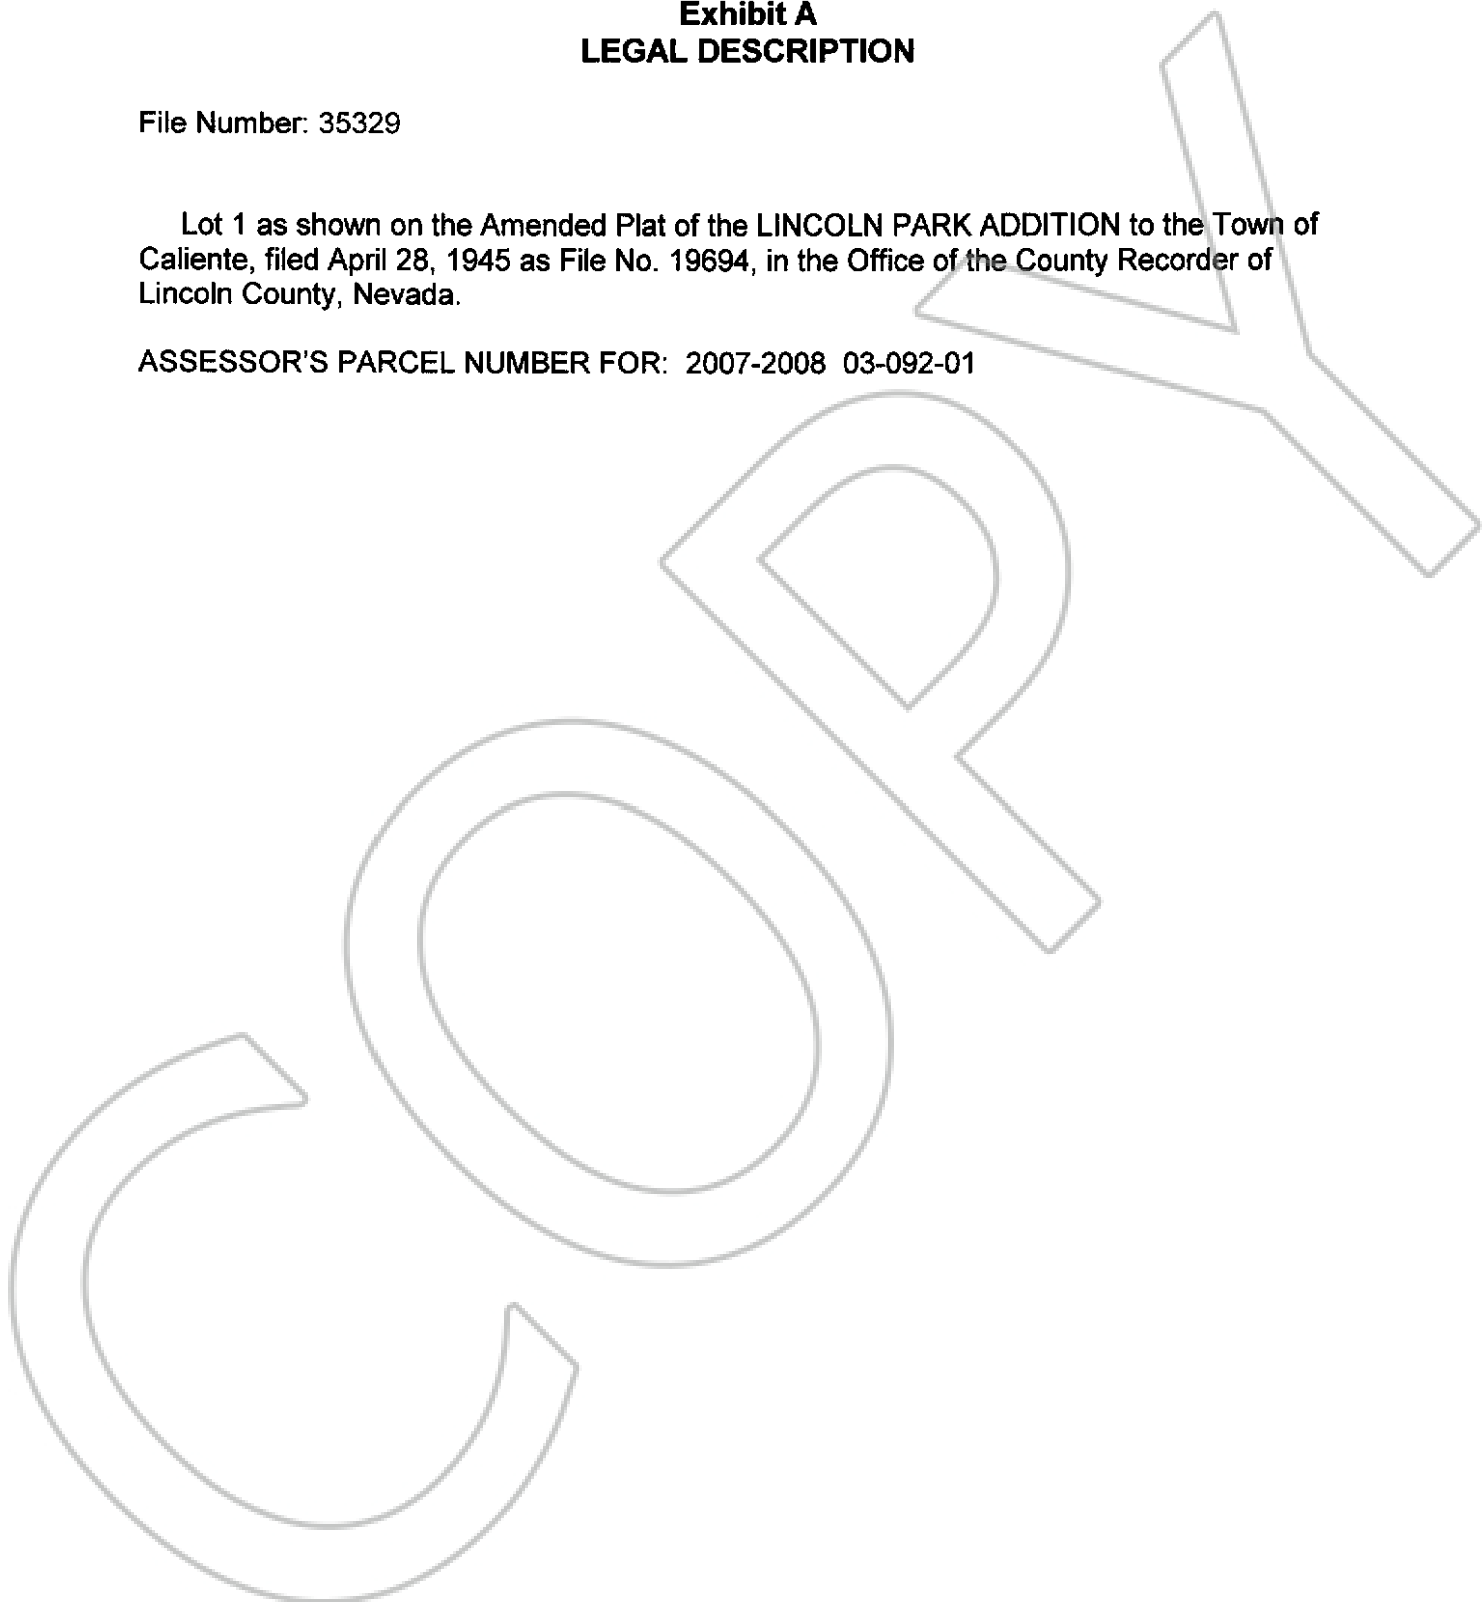 Exhibit A
LEGAL DESCRIPTION
File Number: 35329
Lot 1 as shown on the Amended Plat of the LINCOLN PARK ADDITION to the Town of
Caliente, filed April 28, 1945 as File No. 19694, in the Office of the County Recorder of
Lincoln County, Nevada.
ASSESSOR'S PARCEL NUMBER FOR: 2007-2008 03-092-01
COPY